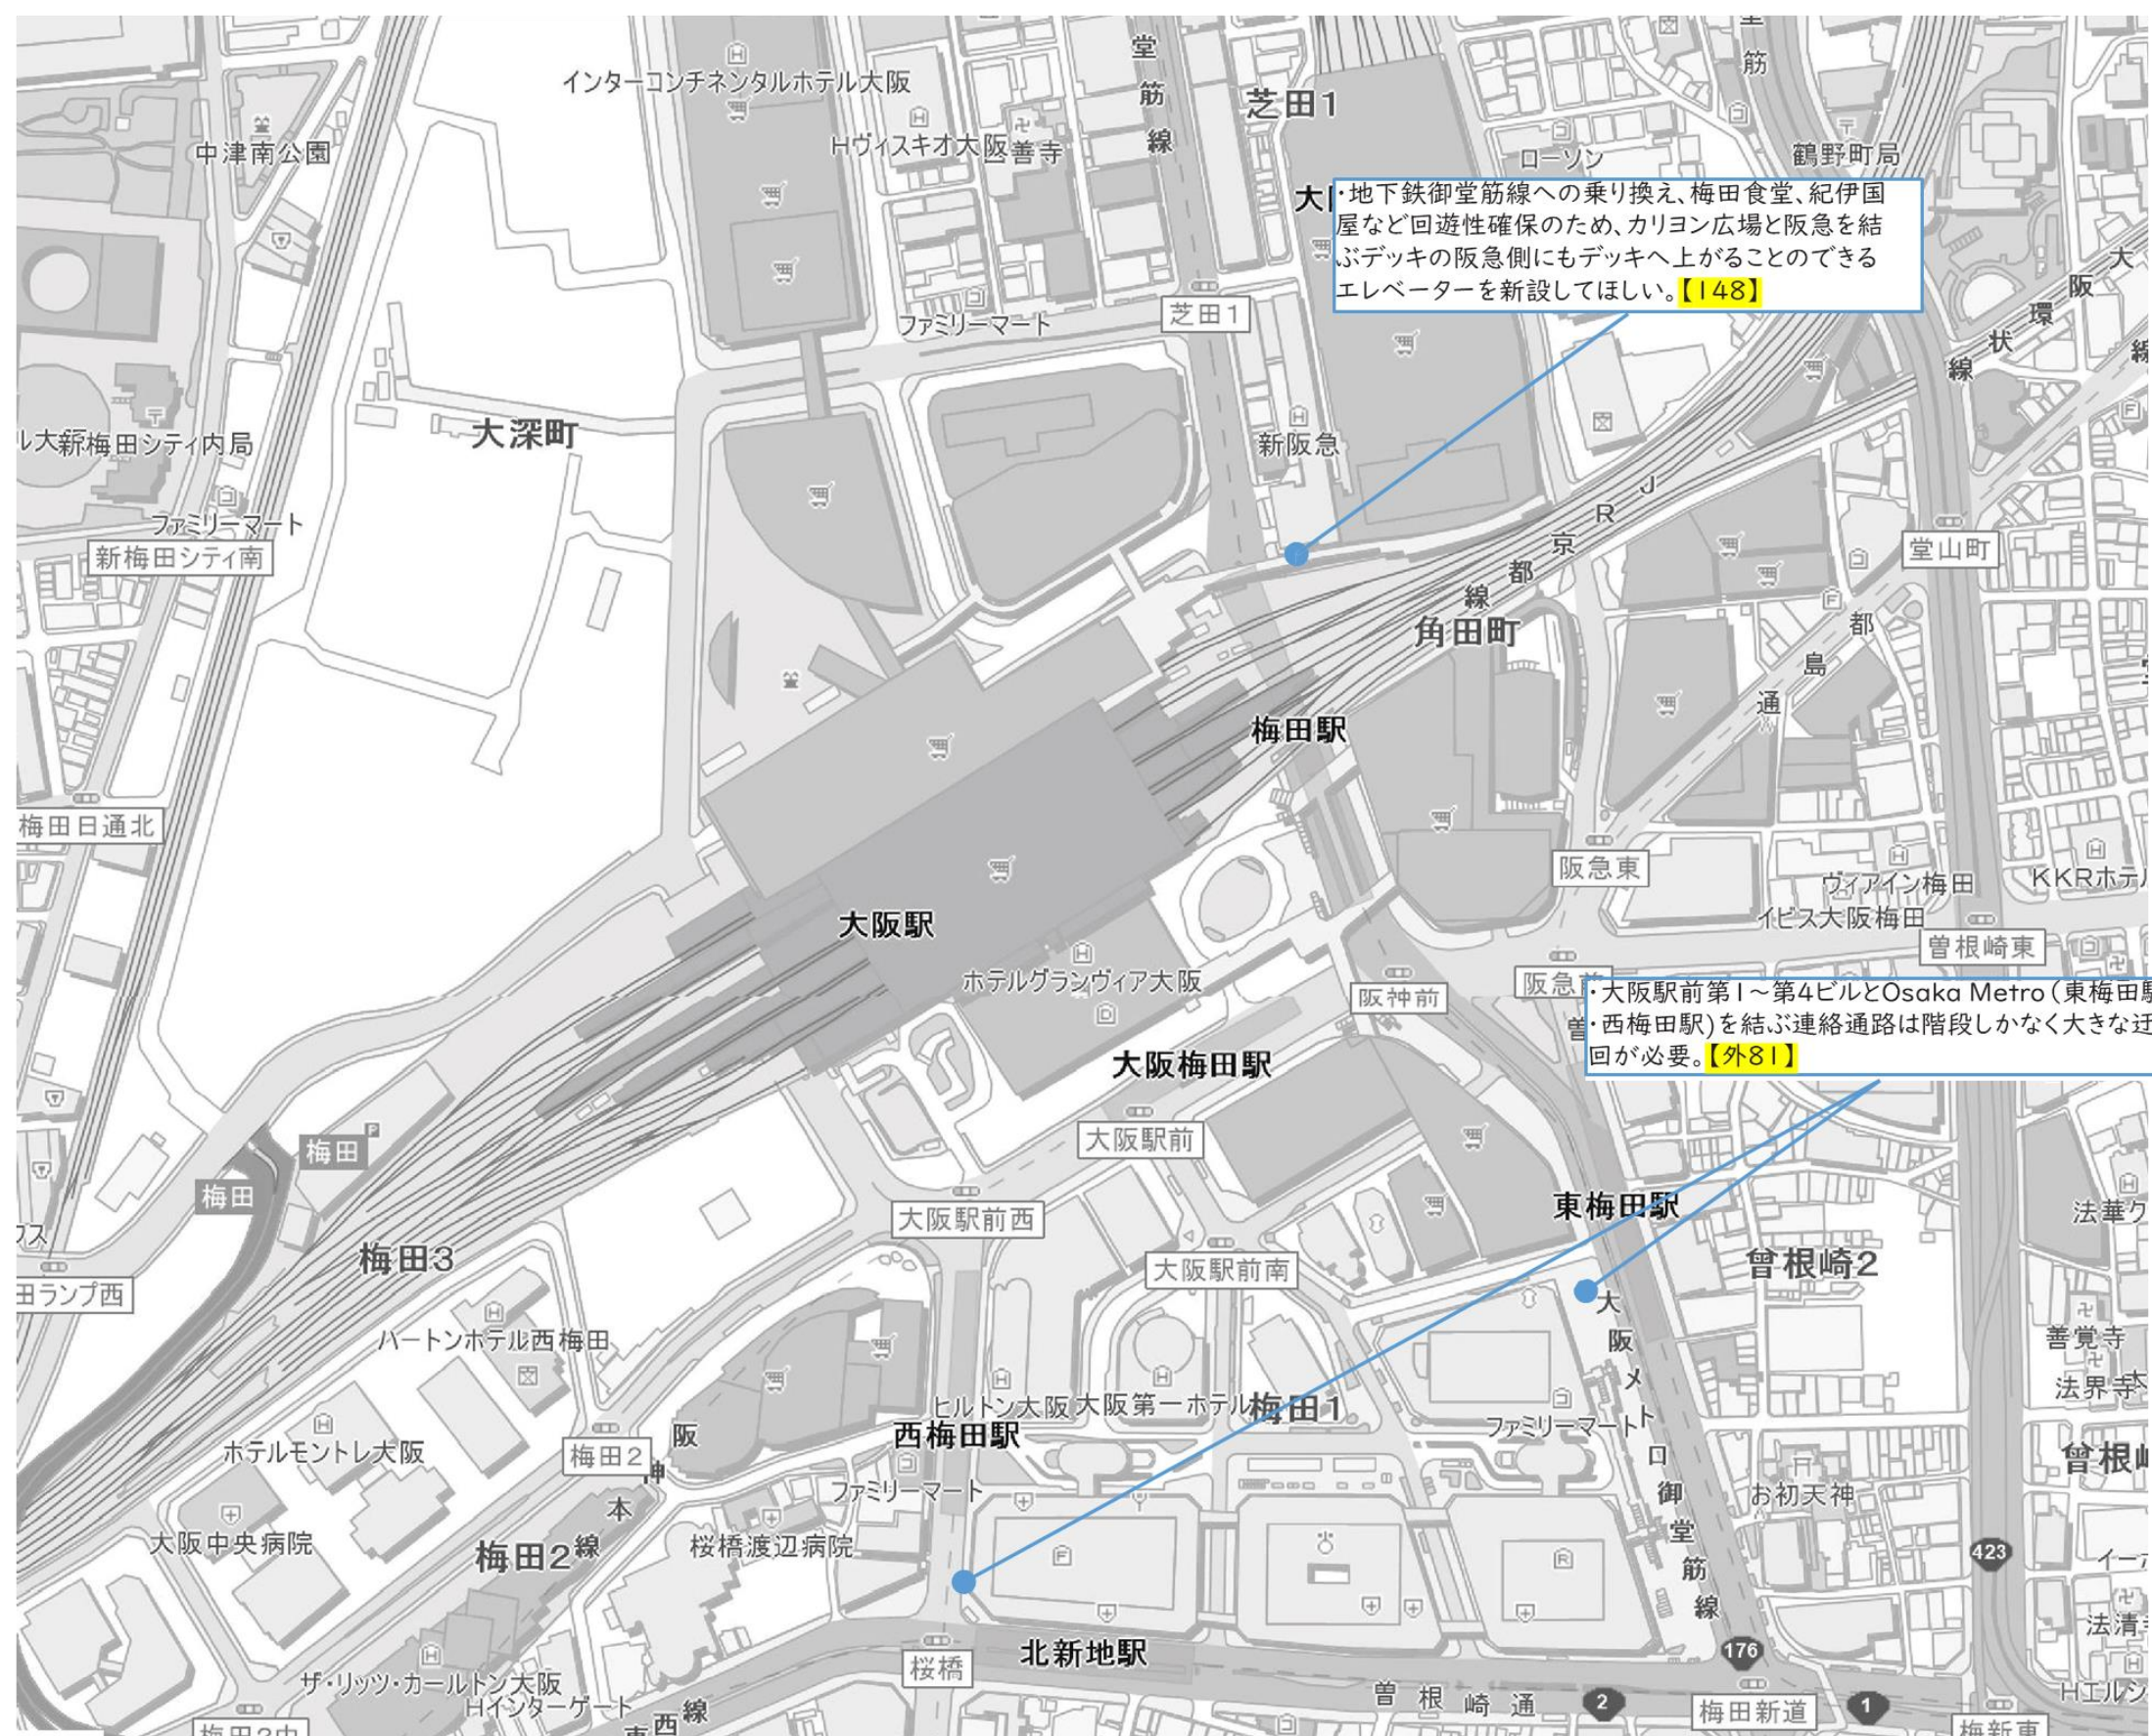 堂
筋
線
インターコンチネンタルホテル大阪
芝田1
筋
中津南公園
Hヴィスキオ大阪
善寺
ローソン
鶴野町局
・地下鉄御堂筋線への乗り換え、梅田食堂、紀伊国
屋など回遊性確保のため、カリヨン広場と阪急を結
ぶデッキの阪急側にもデッキへ上がることのできる
エレベーターを新設してほしい。【148】
大
阪
環
状
線
ファミリーマート
芝田1
大深町
新阪急
新梅田シティ内局
ファミリーマート
新梅田シティ南
J
R
京
都
線
堂山町
角田町
都
島
通
梅田駅
梅田日通北
阪急東
ヴィアイン梅田
KKRホテル
イビス大阪梅田
大阪駅
曽根崎東
ホテルグランヴィア大阪
阪神前
阪急前
・大阪駅前第1～第4ビルとOsaka Metro（東梅田駅
・西梅田駅)を結ぶ連絡通路は階段しかなく大きな迂
回が必要。【外81】
大阪梅田駅
大阪駅前
梅田
P
梅田
大阪駅前西
東梅田駅
法華ク
梅田3
大阪駅前南
曾根崎2
田ランプ西
ハートンホテル西梅田
善覚寺
法界寺
ヒルトン大阪
大阪第一ホテル
梅田1
ファミリーマート
西梅田駅
ホテルモントレ大阪
梅田2
阪
神
本
線
大
阪
メ
ト
ロ
御
堂
筋
線
ファミリーマート
お初天神
大阪中央病院
梅田2
桜橋渡辺病院
423
法清寺
北新地駅
桜橋
176
ザ・リッツ・カールトン大阪
Hインターゲート
東西線
曽根崎通
2
梅田新道
1
Hエルシ
梅新東